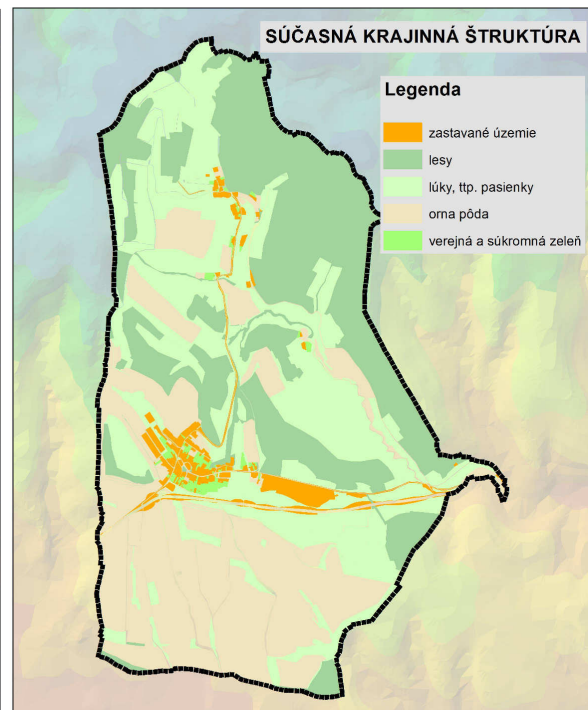 SÚČASNÁ KRAJINNÁ ŠTRUKTÚRA
Legenda
zastavané územie
lesy
lúky, ttp. pasienky
orna pôda
verejná a súkromná zeleň